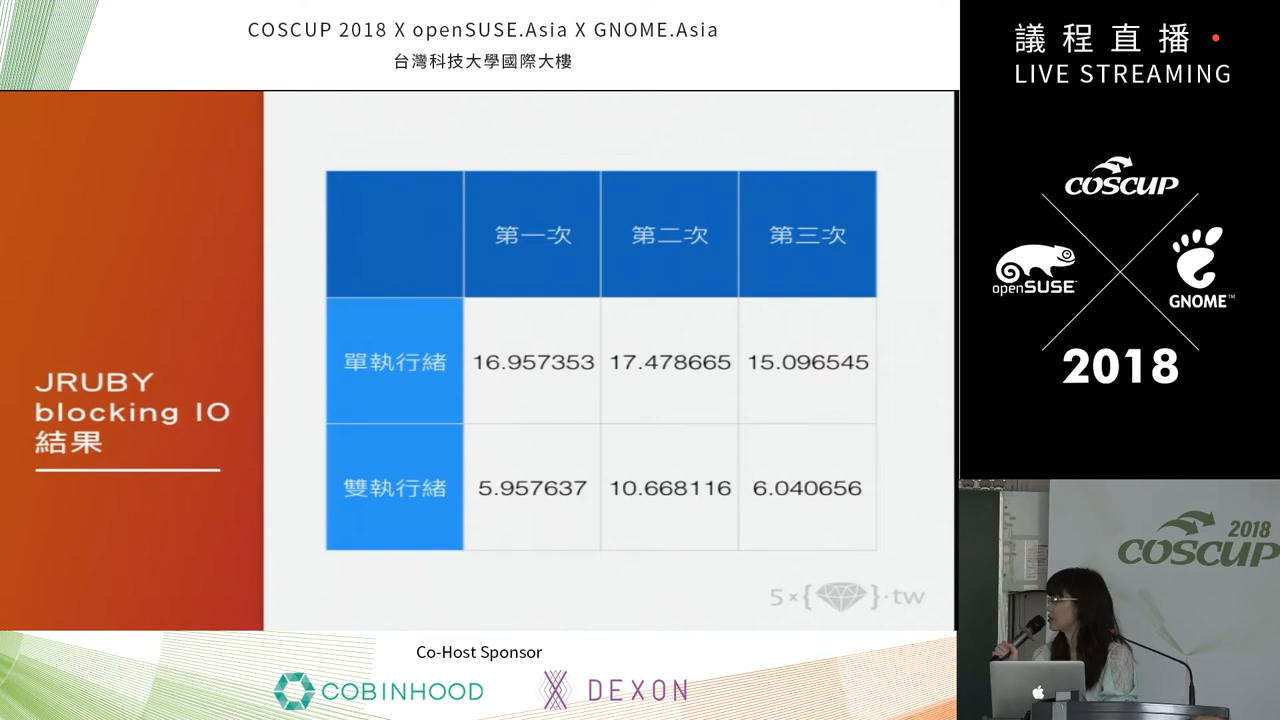 COSCUP 2018 X openSUSE.Asia X GNOME.Asia
台灣科技大學國際大樓
議程直播
LIVE STREAMING
COSCUP
openSUSE
GNOME™
2018
JRUBY
blocking IO
結果
第一次 第二次 第三次
單執行緒 16.957353 17.478665 15.096545
雙執行緒 5.957637 10.668116 6.040656
5×{ }.tw
2018
COSCUP
Co-Host Sponsor
COBINHOOD
DEXON